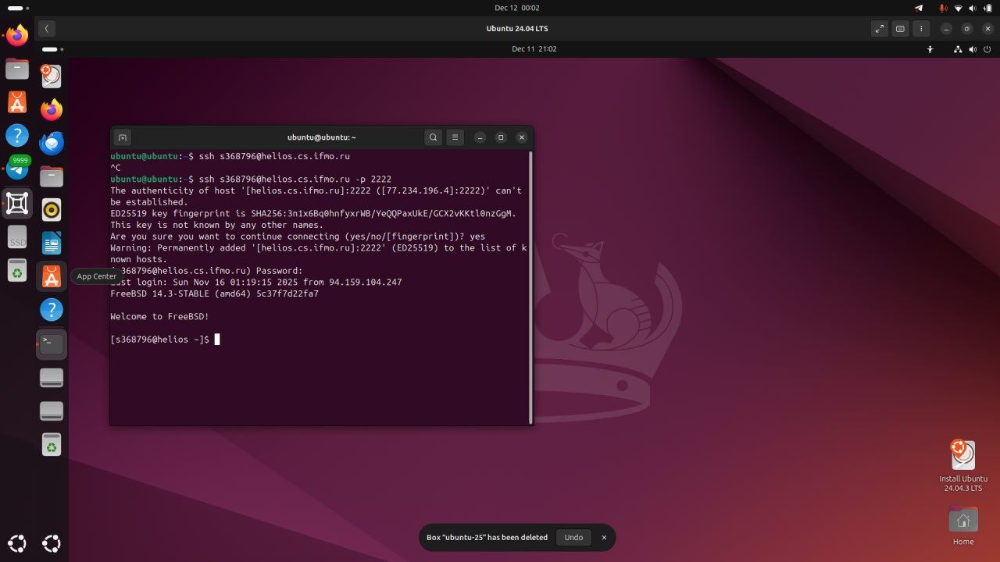 Dec 12 00:02
Ubuntu 24.04 LTS
Dec 11 21:02
9999
SSD
App Center
ubuntu@ubuntu: ~
ubuntu@ubuntu:~$ ssh s368796@helios.cs.ifmo.ru
^C
ubuntu@ubuntu:~$ ssh s368796@helios.cs.ifmo.ru -p 2222
The authenticity of host '[helios.cs.ifmo.ru]:2222 ([77.234.196.4]:2222)' can't
be established.
ED25519 key fingerprint is SHA256:3n1x6Bq0hnfyxrWB/YeQQPaxUkE/GCX2vKKtl0nzGgM.
This key is not known by any other names.
Are you sure you want to continue connecting (yes/no/[fingerprint])? yes
Warning: Permanently added '[helios.cs.ifmo.ru]:2222' (ED25519) to the list of k
nown hosts.
(s368796@helios.cs.ifmo.ru) Password:
Last login: Sun Nov 16 01:19:15 2025 from 94.159.104.247
FreeBSD 14.3-STABLE (amd64) 5c37f7d22fa7
Welcome to FreeBSD!
[s368796@helios ~]$
Install Ubuntu
24.04.3 LTS
Home
Box “ubuntu-25” has been deleted
Undo